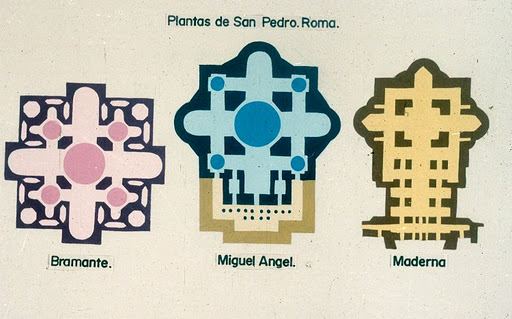 Plantas de San Pedro. Roma.
Bramante.
Miguel Angel.
Maderna